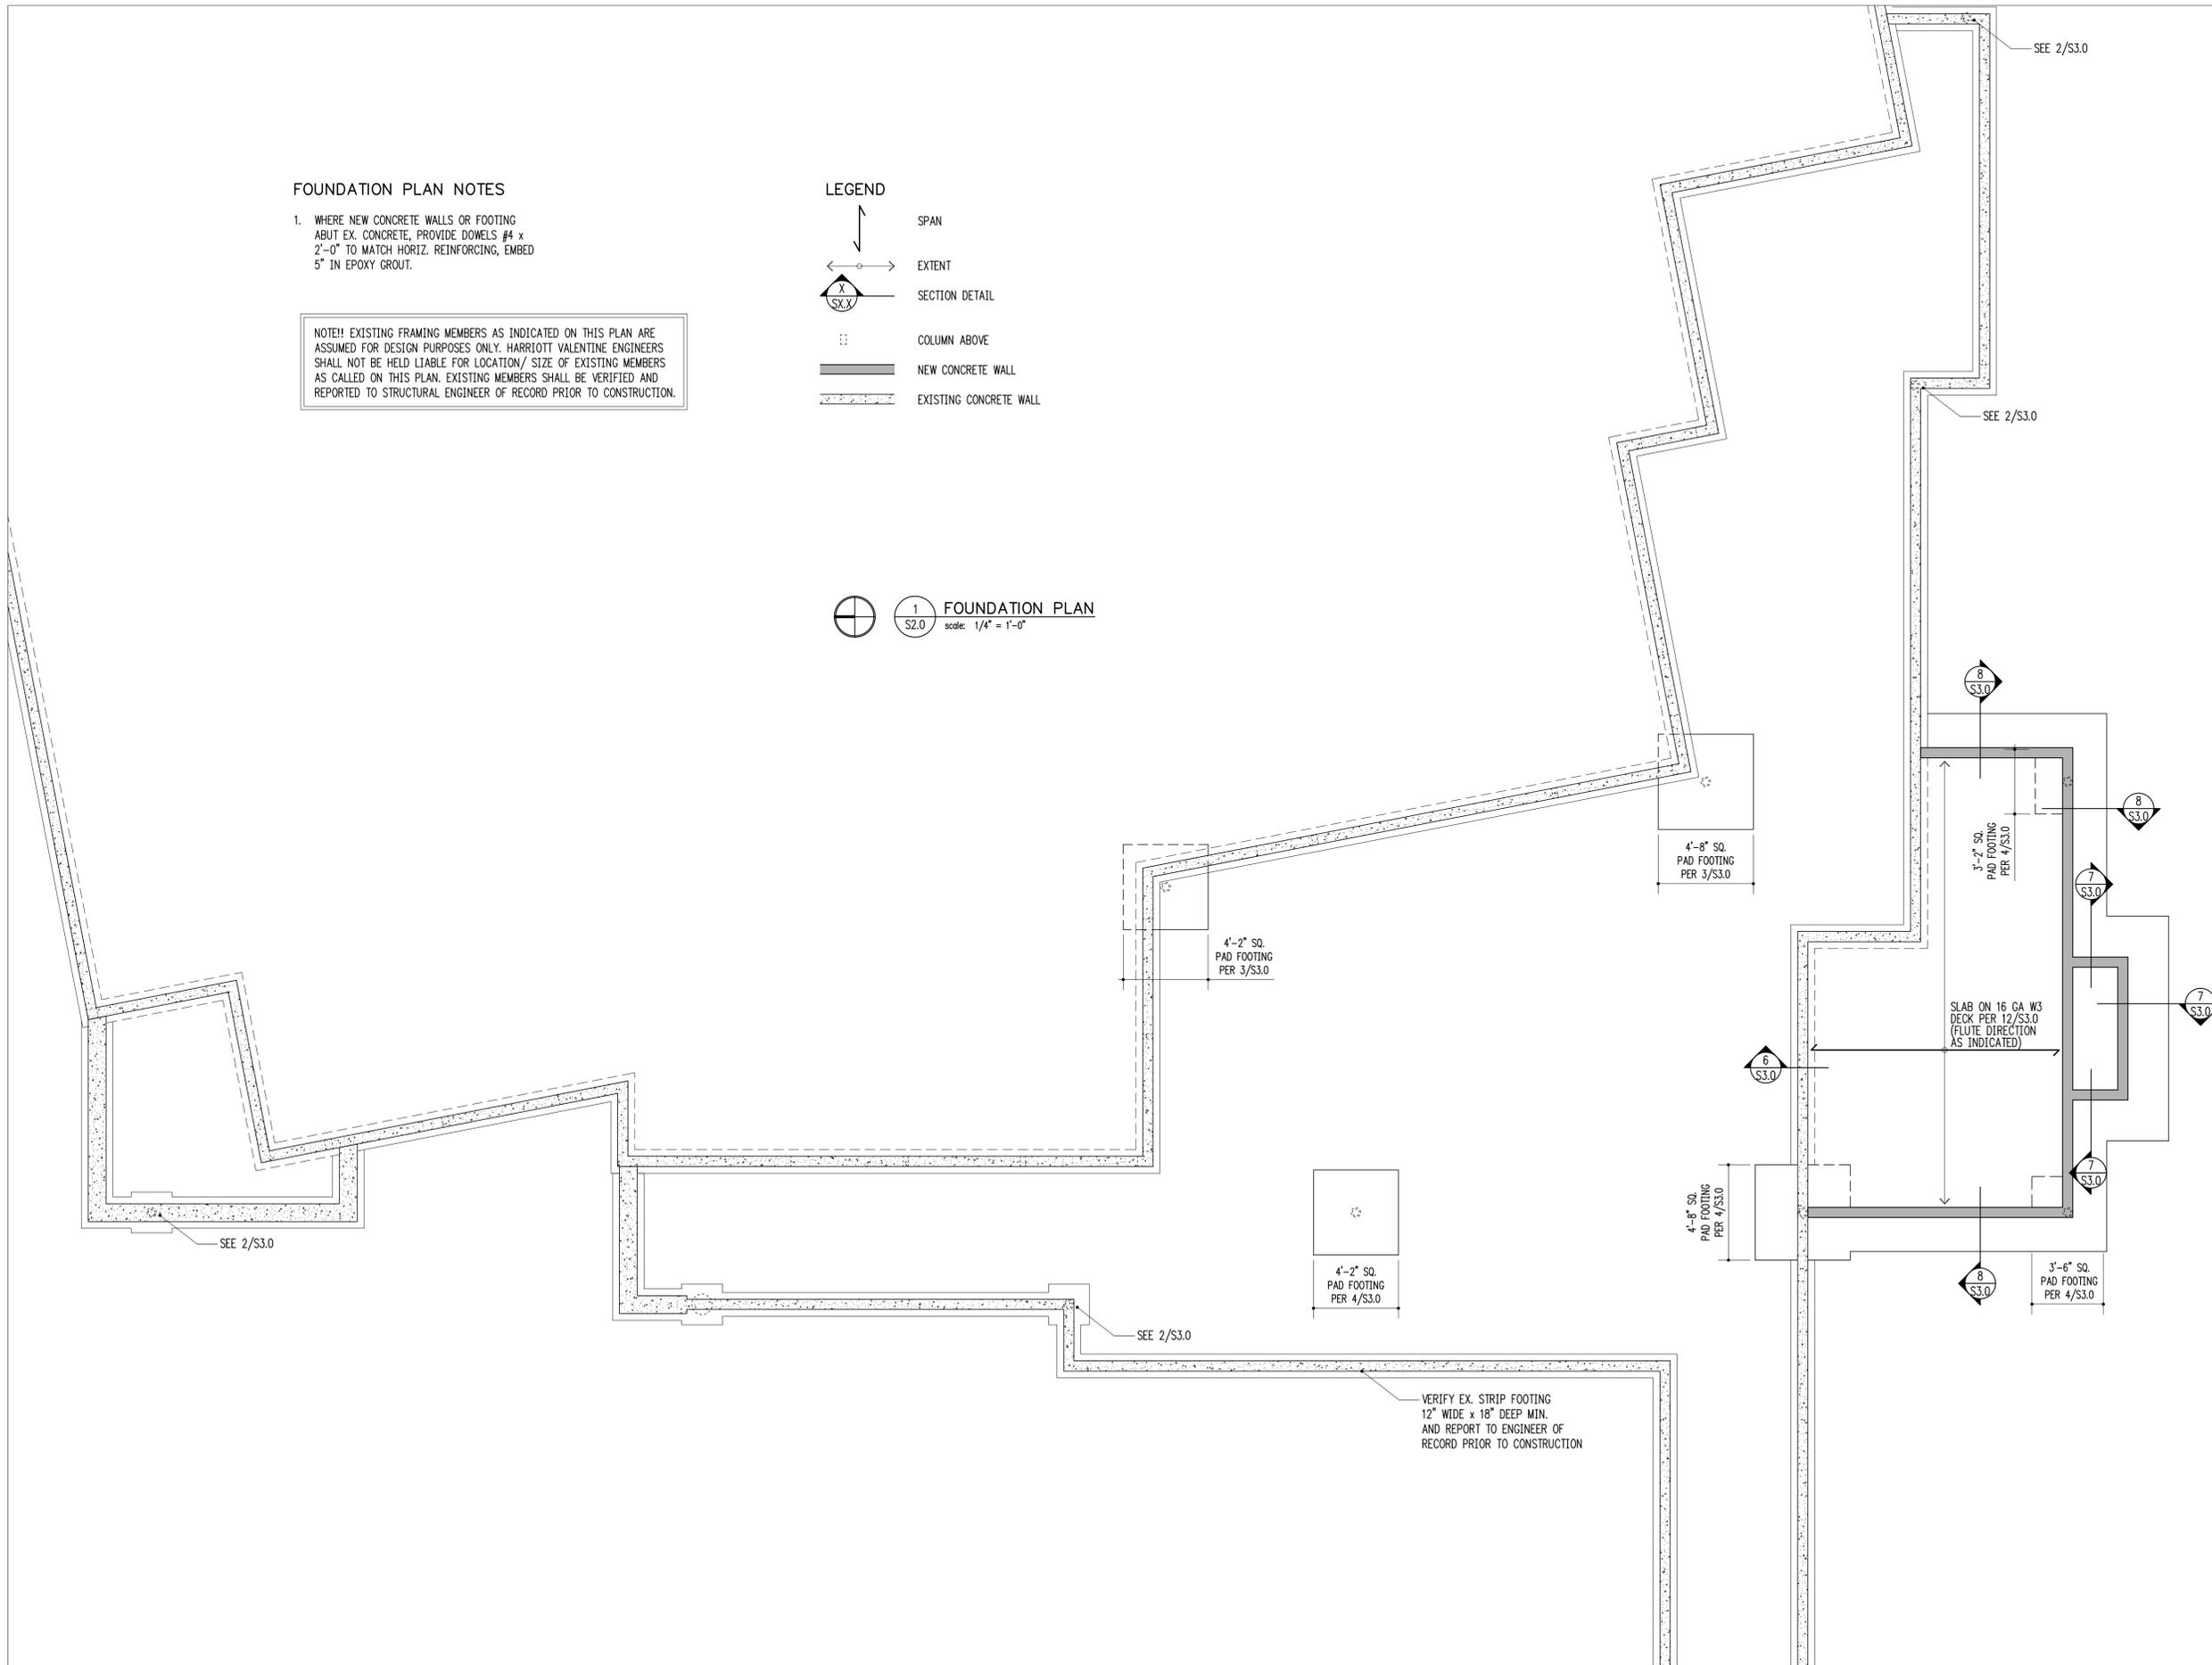 SEE 2/S3.0
FOUNDATION PLAN NOTES
1. WHERE NEW CONCRETE WALLS OR FOOTING
ABUT EX. CONCRETE, PROVIDE DOWELS #4 x
2'-0" TO MATCH HORIZ. REINFORCING, EMBED
5" IN EPOXY GROUT.
NOTE!! EXISTING FRAMING MEMBERS AS INDICATED ON THIS PLAN ARE
ASSUMED FOR DESIGN PURPOSES ONLY. HARRIOTT VALENTINE ENGINEERS
SHALL NOT BE HELD LIABLE FOR LOCATION/ SIZE OF EXISTING MEMBERS
AS CALLED ON THIS PLAN. EXISTING MEMBERS SHALL BE VERIFIED AND
REPORTED TO STRUCTURAL ENGINEER OF RECORD PRIOR TO CONSTRUCTION.
LEGEND
SPAN
EXTENT
X
SX.X
SECTION DETAIL
COLUMN ABOVE
NEW CONCRETE WALL
EXISTING CONCRETE WALL
SEE 2/S3.0
1
S2.0
FOUNDATION PLAN
scale: 1/4" = 1'-0"
8
S3.0
8
S3.0
3'-2" SQ.
PAD FOOTING
PER 4/S3.0
4'-8" SQ.
PAD FOOTING
PER 3/S3.0
7
S3.0
4'-2" SQ.
PAD FOOTING
PER 3/S3.0
7
S3.0
SLAB ON 16 GA W3
DECK PER 12/S3.0
(FLUTE DIRECTION
AS INDICATED)
6
S3.0
7
S3.0
4'-8" SQ.
PAD FOOTING
PER 4/S3.0
SEE 2/S3.0
4'-2" SQ.
PAD FOOTING
PER 4/S3.0
8
S3.0
3'-6" SQ.
PAD FOOTING
PER 4/S3.0
SEE 2/S3.0
VERIFY EX. STRIP FOOTING
12" WIDE x 18" DEEP MIN.
AND REPORT TO ENGINEER OF
RECORD PRIOR TO CONSTRUCTION